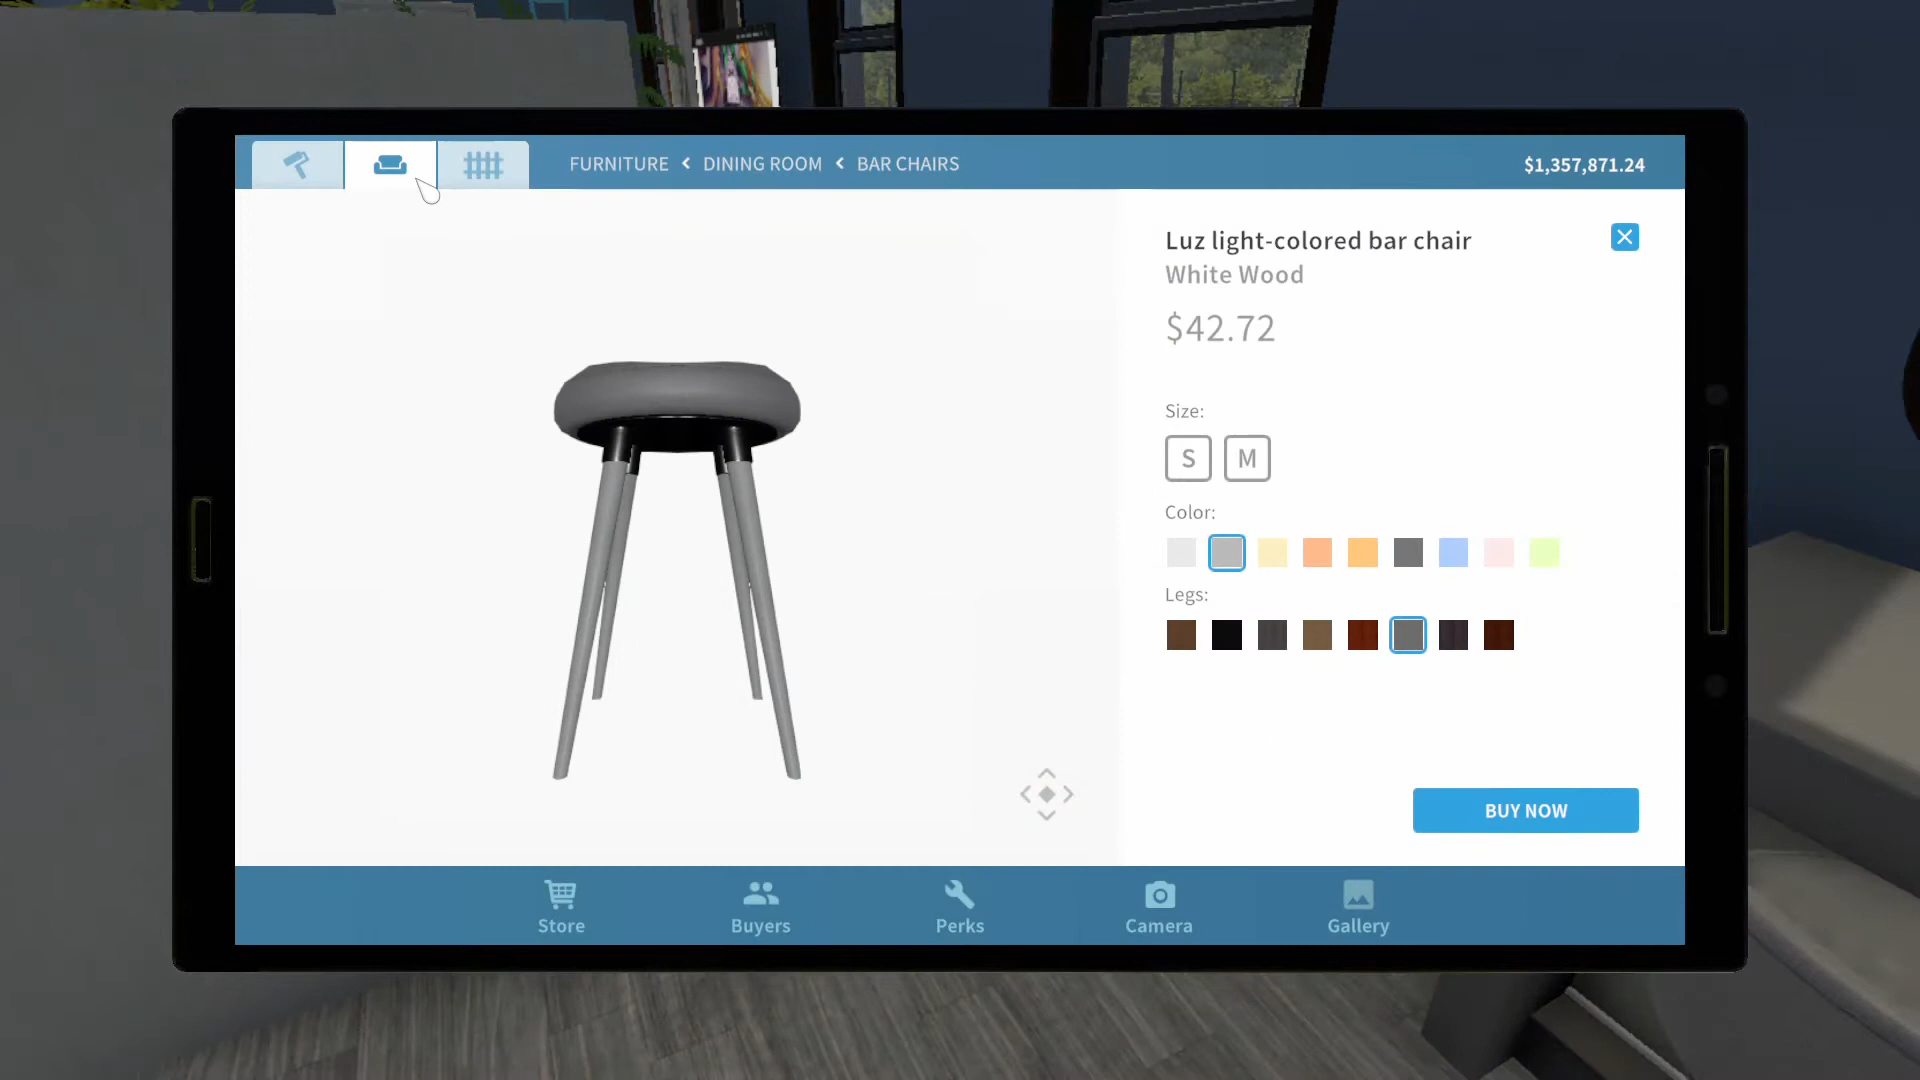 FURNITURE < DINING ROOM < BAR CHAIRS
$1,357,871.24
Luz light-colored bar chair
White Wood
$42.72
Size:
S M
Color:
Legs:
BUY NOW
Store Buyers Perks Camera Gallery